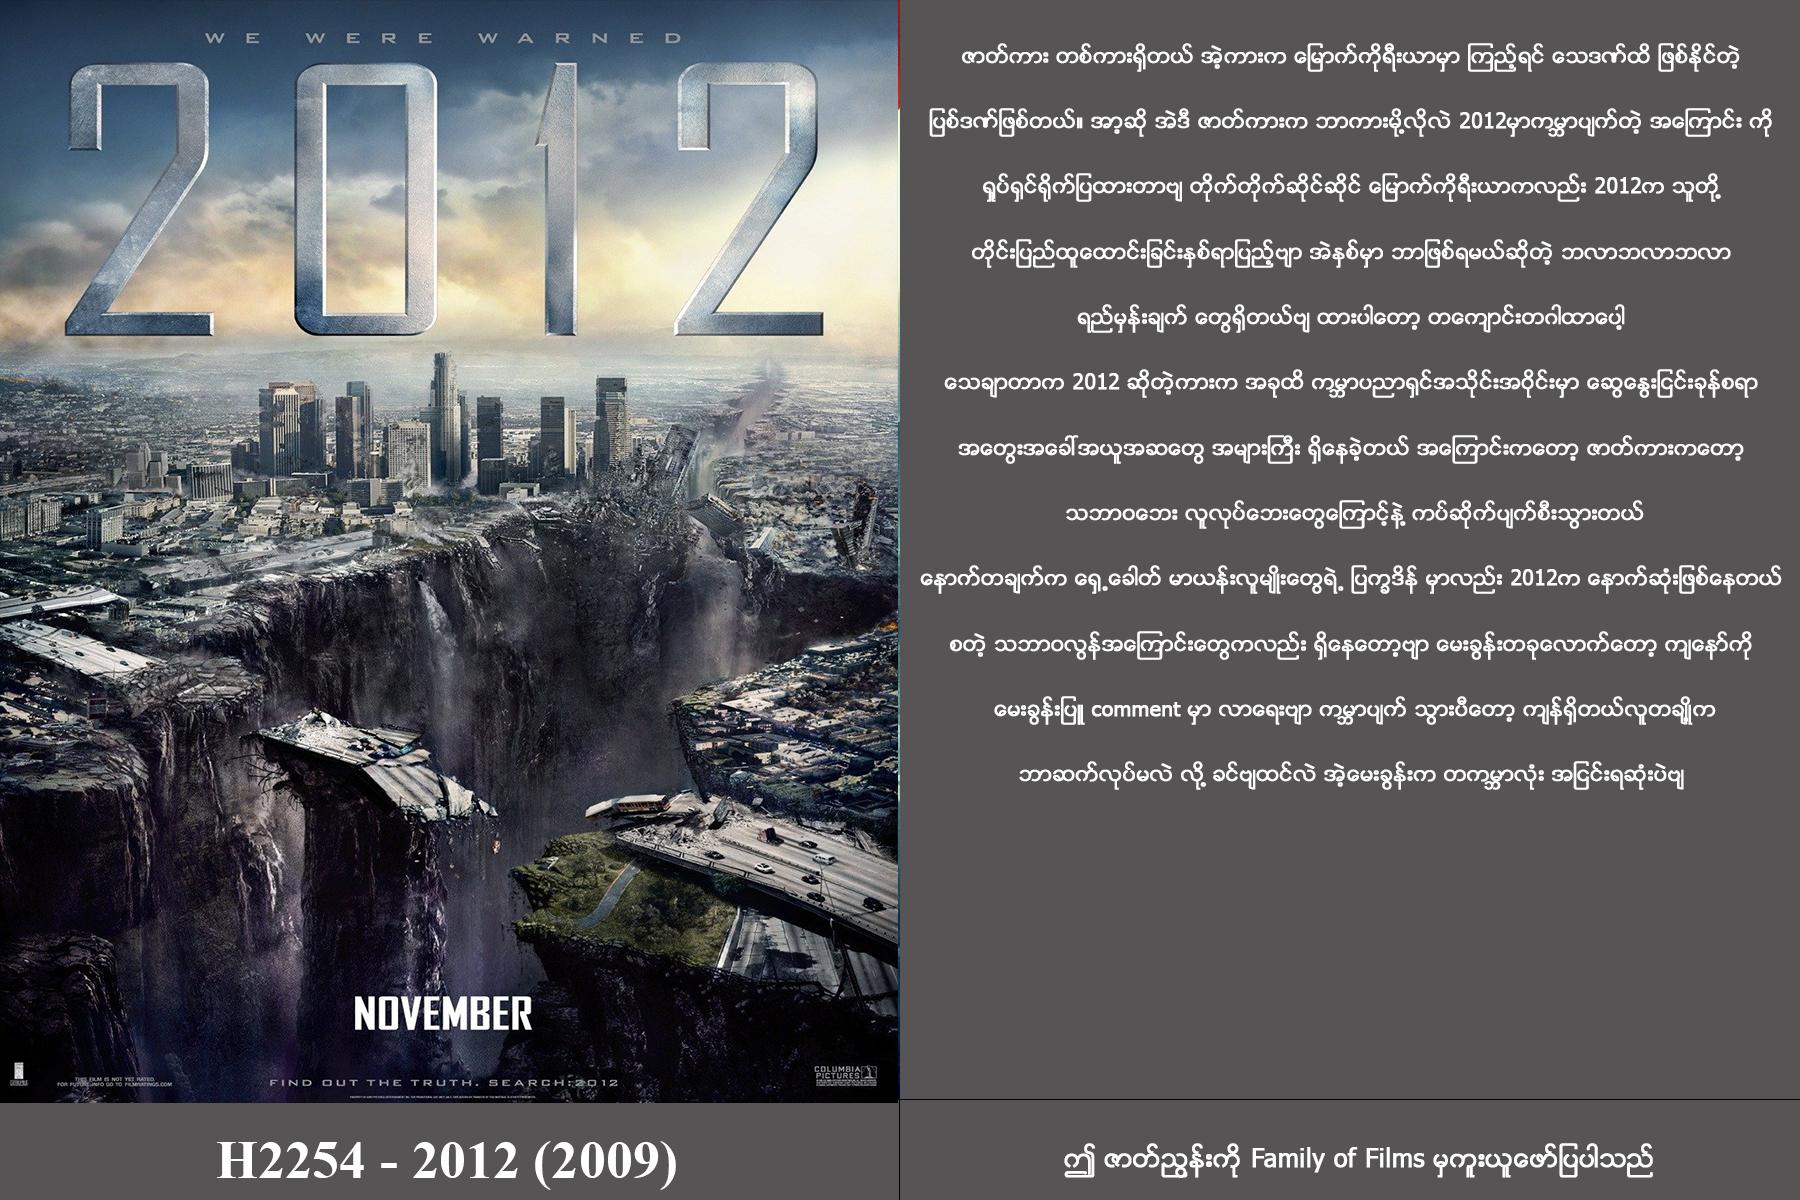 WE WERE WARNED
2012
NOVEMBER
THIS FILM IS NOT YET RATED.
FOR FUTURE INFO GO TO FILMRATINGS.COM
FIND OUT THE TRUTH. SEARCH:2012
COLUMBIA
PICTURES
H2254 - 2012 (2009)
ဇာတ်ကား တစ်ကားရှိတယ် အဲ့ကားက မြောက်ကိုရီးယာမှာ ကြည့်ရင် သေဒဏ်ထိ ဖြစ်နိုင်တဲ့
ပြစ်ဒဏ်ဖြစ်တယ်။ အာ့ဆို အဲဒီ ဇာတ်ကားက ဘာကားမို့လိုလဲ 2012မှာကမ္ဘာပျက်တဲ့ အကြောင်း ကို
ရှုပ်ရှင်ရိုက်ပြထားတာဗျ တိုက်တိုက်ဆိုင်ဆိုင် မြောက်ကိုရီးယာကလည်း 2012က သူတို့
တိုင်းပြည်ထူထောင်းခြင်းနှစ်ရာပြည့်ဗျာ အဲနှစ်မှာ ဘာဖြစ်ရမယ်ဆိုတဲ့ ဘလာဘလာဘလာ
ရည်မှန်းချက် တွေရှိတယ်ဗျ ထားပါတော့ တကျောင်းတဂါထာပေါ့
သေချာတာက 2012 ဆိုတဲ့ကားက အခုထိ ကမ္ဘာပညာရှင်အသိုင်းအဝိုင်းမှာ ဆွေနွေးငြင်းခုန်စရာ
အတွေးအခေါ်အယူအဆတွေ အများကြီး ရှိနေခဲ့တယ် အကြောင်းကတော့ ဇာတ်ကားကတော့
သဘာဝဘေး လူလုပ်ဘေးတွေကြောင့်နဲ့ ကပ်ဆိုက်ပျက်စီးသွားတယ်
နောက်တချက်က ရှေ့ခေါတ် မာယန်းလူမျိုးတွေရဲ့ ပြက္ခဒိန် မှာလည်း 2012က နောက်ဆုံးဖြစ်နေတယ်
စတဲ့ သဘာဝလွန်အကြောင်းတွေကလည်း ရှိနေတော့ဗျာ မေးခွန်းတခုလောက်တော့ ကျနော်ကို
မေးခွန်းပြူ comment မှာ လာရေးဗျာ ကမ္ဘာပျက် သွားပီတော့ ကျန်ရှိတယ်လူတချို့က
ဘာဆက်လုပ်မလဲ လို့ ခင်ဗျထင်လဲ အဲ့မေးခွန်းက တကမ္ဘာလုံး အငြင်းရဆုံးပဲဗျ
ဤ ဇာတ်ညွှန်းကို Family of Films မှကူးယူဖော်ပြပါသည်